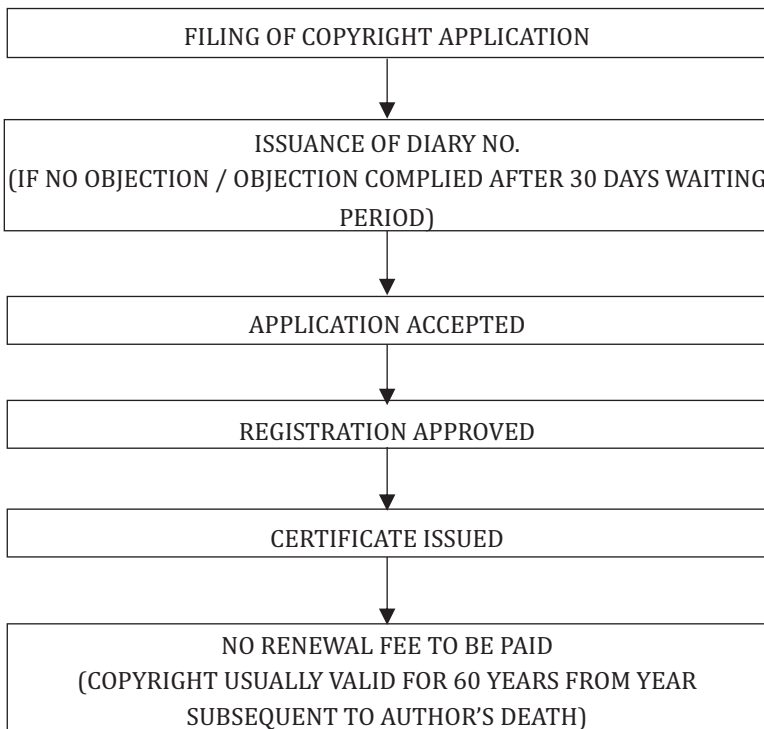 FILING OF COPYRIGHT APPLICATION
ISSUANCE OF DIARY NO.
(IF NO OBJECTION / OBJECTION COMPLIED AFTER 30 DAYS WAITING
PERIOD)
APPLICATION ACCEPTED
REGISTRATION APPROVED
CERTIFICATE ISSUED
NO RENEWAL FEE TO BE PAID
(COPYRIGHT USUALLY VALID FOR 60 YEARS FROM YEAR
SUBSEQUENT TO AUTHOR'S DEATH)